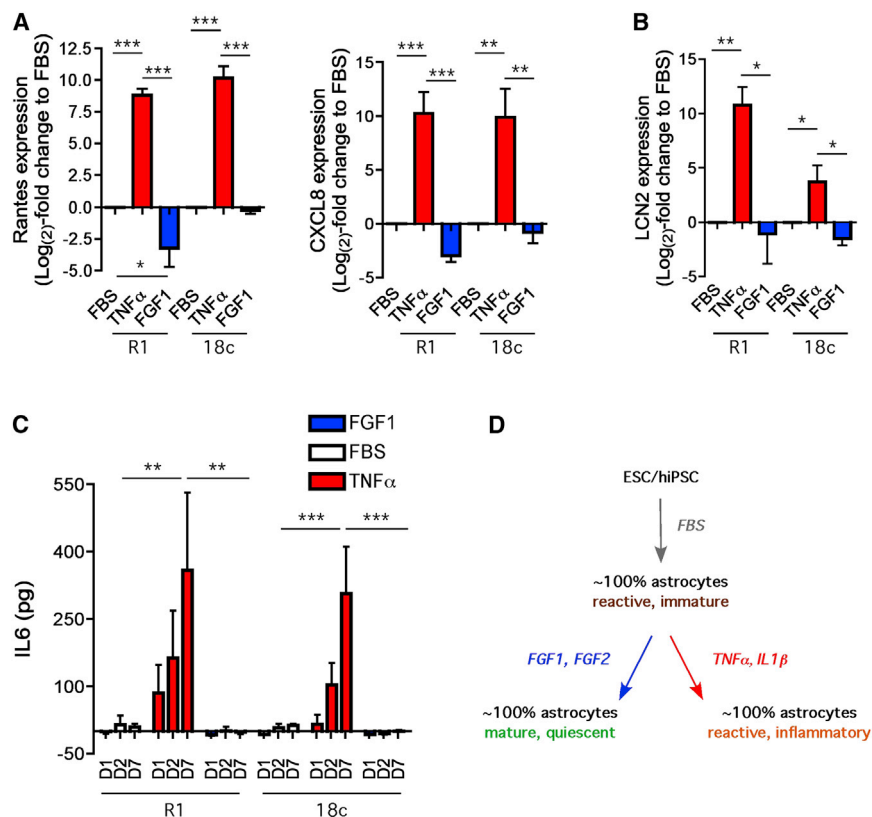 A
Rantes expression
(Log(2)-fold change to FBS)
12.5
10.0
7.5
5.0
2.5
0.0
-2.5
-5.0
***
***
***
***
*
FBS
TNFα
FGF1
FBS
TNFα
FGF1
R1
18c
CXCL8 expression
(Log(2)-fold change to FBS)
15
10
5
0
-5
***
***
**
**
FBS
TNFα
FGF1
FBS
TNFα
FGF1
R1
18c
B
LCN2 expression
(Log(2)-fold change to FBS)
15
10
5
0
-5
**
*
*
*
FBS
TNFα
FGF1
FBS
TNFα
FGF1
R1
18c
C
FGF1
FBS
TNFα
IL6 (pg)
550
400
250
100
-50
**
**
***
***
D1
D2
D7
D1
D2
D7
D1
D2
D7
D1
D2
D7
D1
D2
D7
D1
D2
D7
R1
18c
D
ESC/hiPSC
FBS
~100% astrocytes
reactive, immature
FGF1, FGF2
TNFα, IL1β
~100% astrocytes
mature, quiescent
~100% astrocytes
reactive, inflammatory